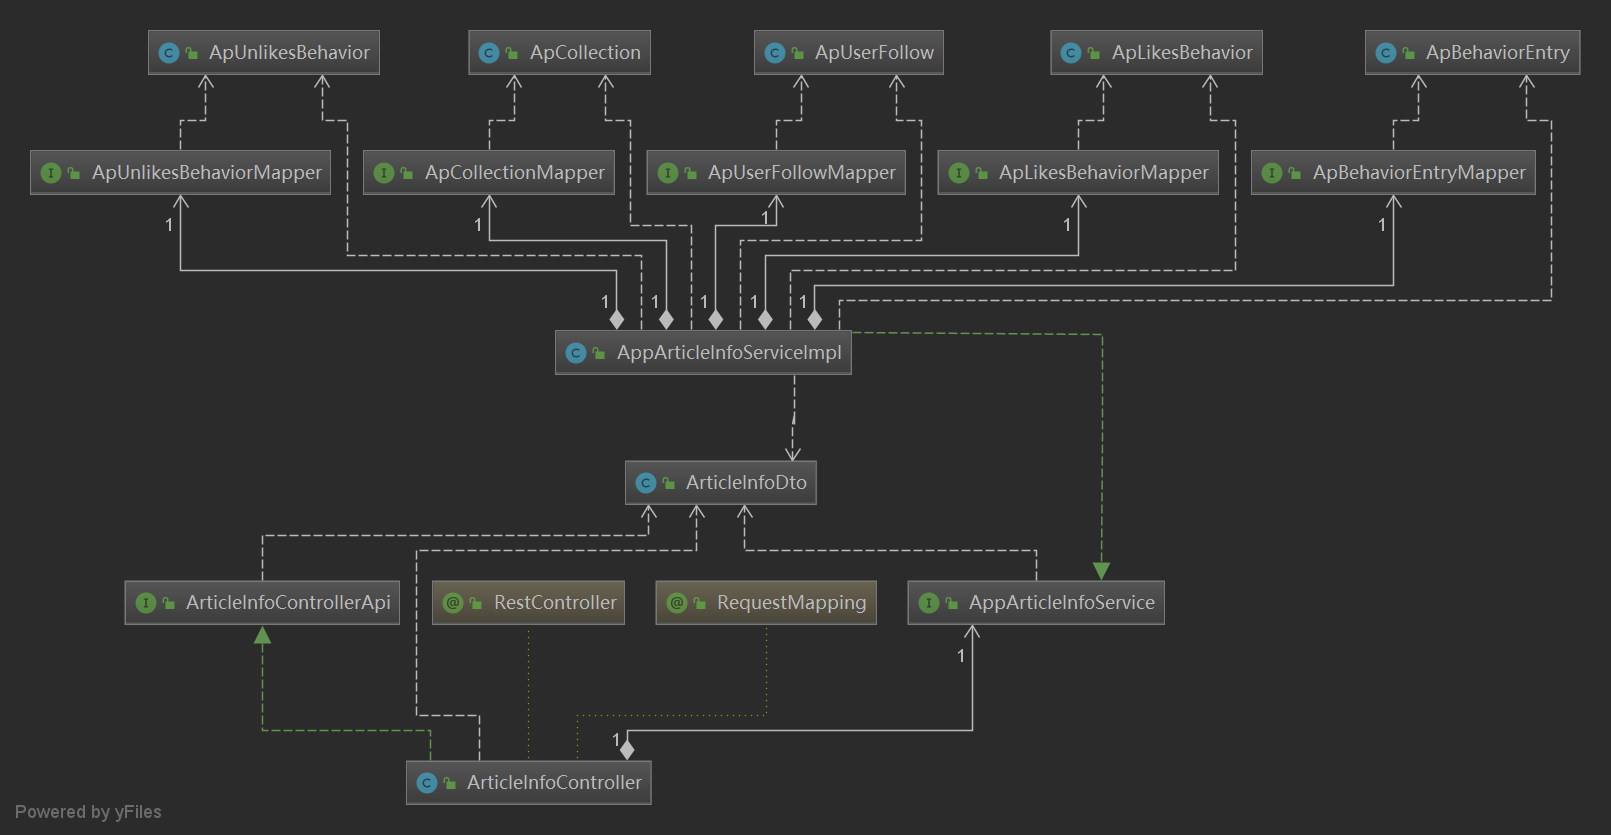 C ApUnlikesBehavior
C ApCollection
C ApUserFollow
C ApLikesBehavior
C ApBehaviorEntry
I ApUnlikesBehaviorMapper
I ApCollectionMapper
I ApUserFollowMapper
I ApLikesBehaviorMapper
I ApBehaviorEntryMapper
1
1
1
1
1
1
1
1
1
1
C AppArticleInfoServiceImpl
C ArticleInfoDto
I ArticleInfoControllerApi
@ RestController
@ RequestMapping
I AppArticleInfoService
1
1
C ArticleInfoController
Powered by yFiles